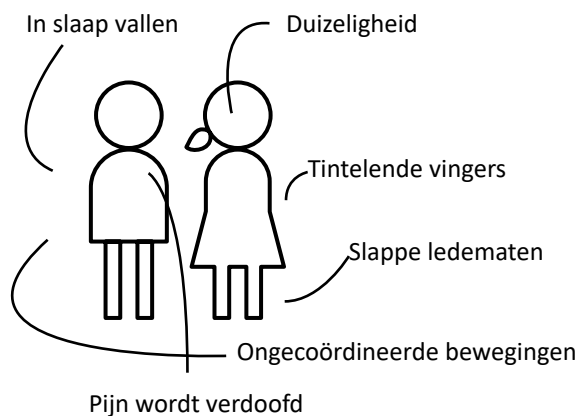 In slaap vallen
Duizeligheid
Tintelende vingers
Slappe ledematen
Ongecoördineerde bewegingen
Pijn wordt verdoofd